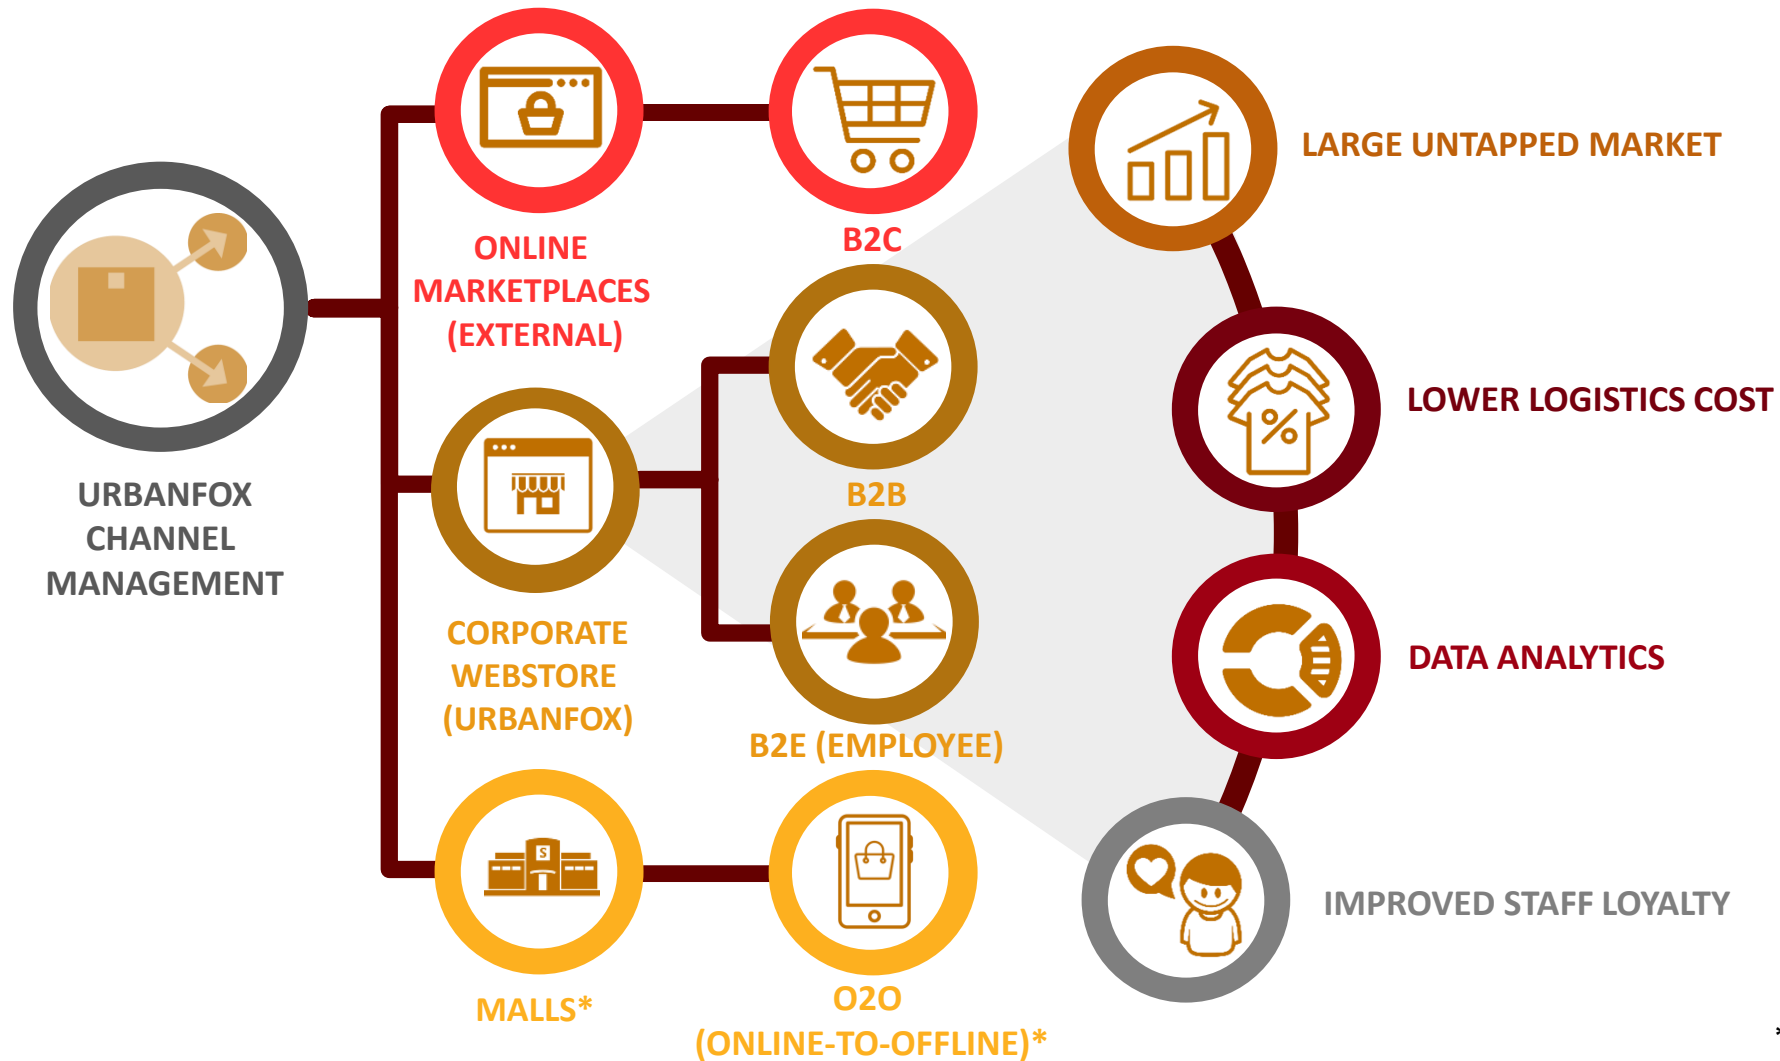 URBANFOX
CHANNEL
MANAGEMENT
ONLINE
MARKETPLACES
(EXTERNAL)
B2C
CORPORATE
WEBSTORE
(URBANFOX)
B2B
B2E (EMPLOYEE)
S
MALLS*
O2O
(ONLINE-TO-OFFLINE)*
LARGE UNTAPPED MARKET
%
LOWER LOGISTICS COST
DATA ANALYTICS
IMPROVED STAFF LOYALTY
*